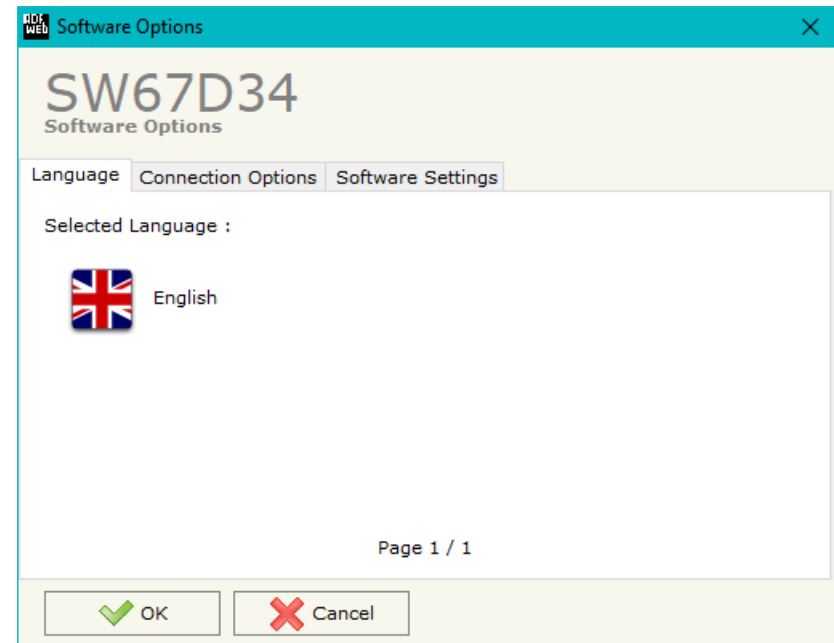 ADF
WEB Software Options
SW67D34
Software Options
Language Connection Options Software Settings
Selected Language :
English
Page 1 / 1
OK Cancel